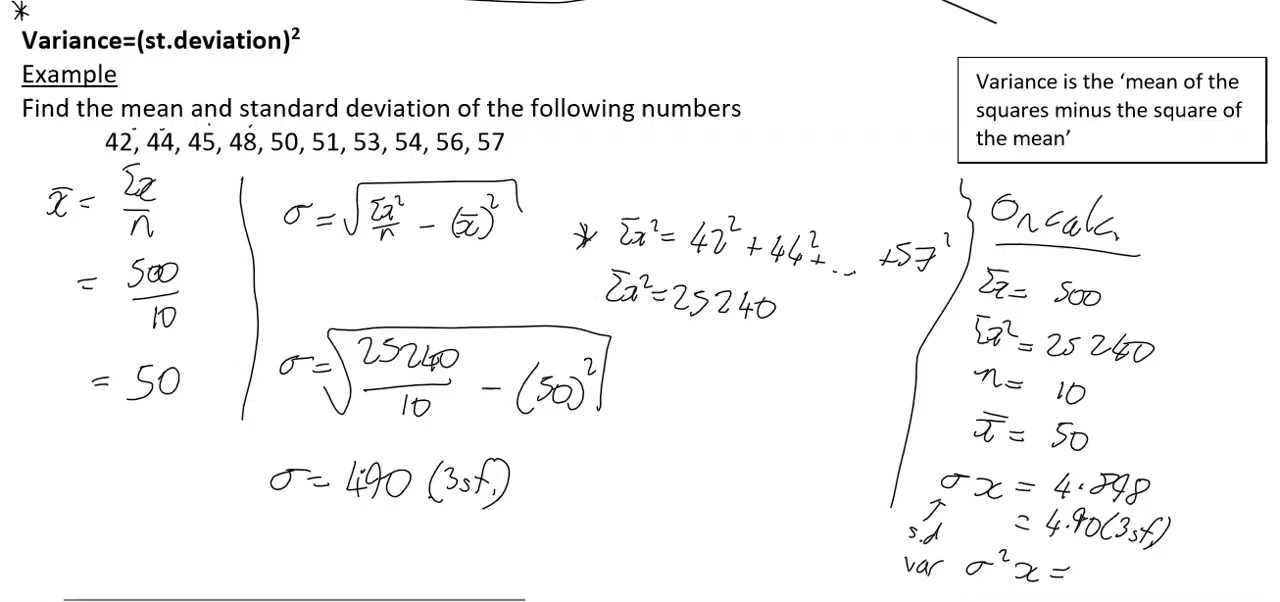 *
Variance=(st.deviation)²
Example
Find the mean and standard deviation of the following numbers
42, 44, 45, 48, 50, 51, 53, 54, 56, 57
Variance is the ‘mean of the
squares minus the square of
the mean’
x̄ = Σx/n
= 500/10
= 50
σ = √(Σx²/n − (x̄)²)
* Σx² = 42² + 44² + ... + 57²
Σx² = 25240
σ = √(25240/10 − (50)²)
σ = 4.90 (3sf)
On calc.
Σx = 500
Σx² = 25240
n = 10
x̄ = 50
σx = 4.898
↑ = 4.90 (3sf)
s.d
var σ²x =